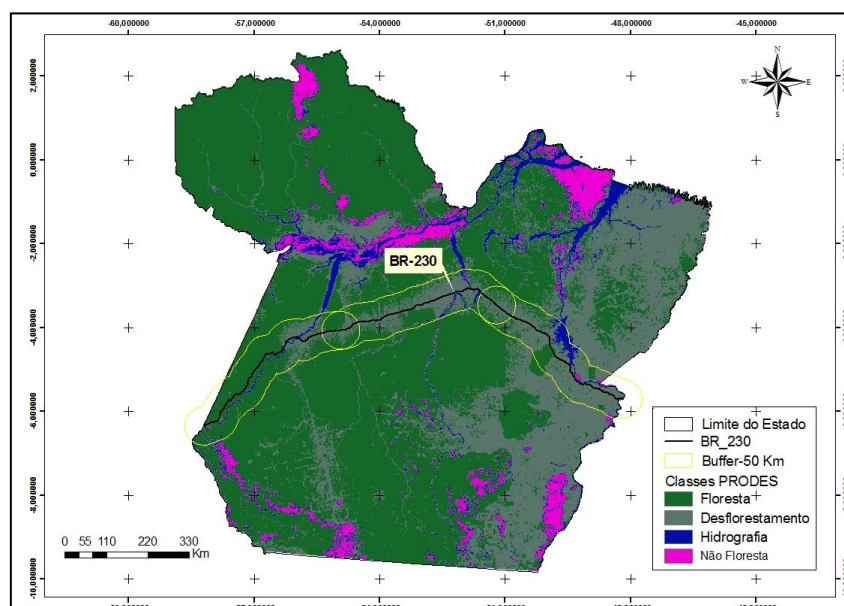 -60,000000 -57,000000 -54,000000 -51,000000 -48,000000 -45,000000
2,000000
0,000000
-2,000000
-4,000000
-6,000000
-8,000000
-10,000000
N
W E
S
BR-230
Limite do Estado
BR_230
Buffer-50 Km
Classes PRODES
Floresta
Desflorestamento
Hidrografia
Não Floresta
0 55 110 220 330
Km